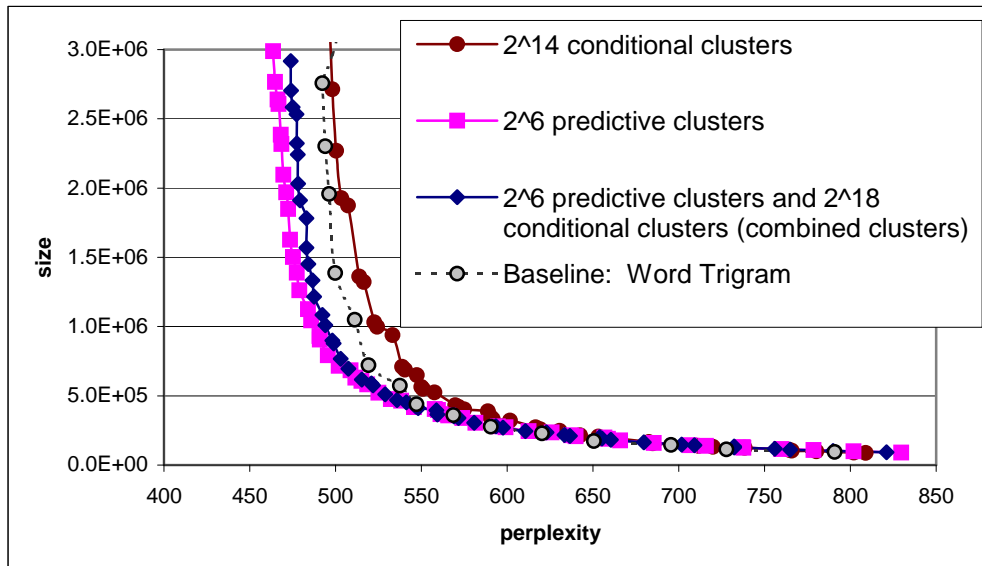 3.0E+06
2.5E+06
2.0E+06
1.5E+06
1.0E+06
5.0E+05
0.0E+00
size
400 450 500 550 600 650 700 750 800 850
perplexity
2^14 conditional clusters
2^6 predictive clusters
2^6 predictive clusters and 2^18
conditional clusters (combined clusters)
Baseline: Word Trigram